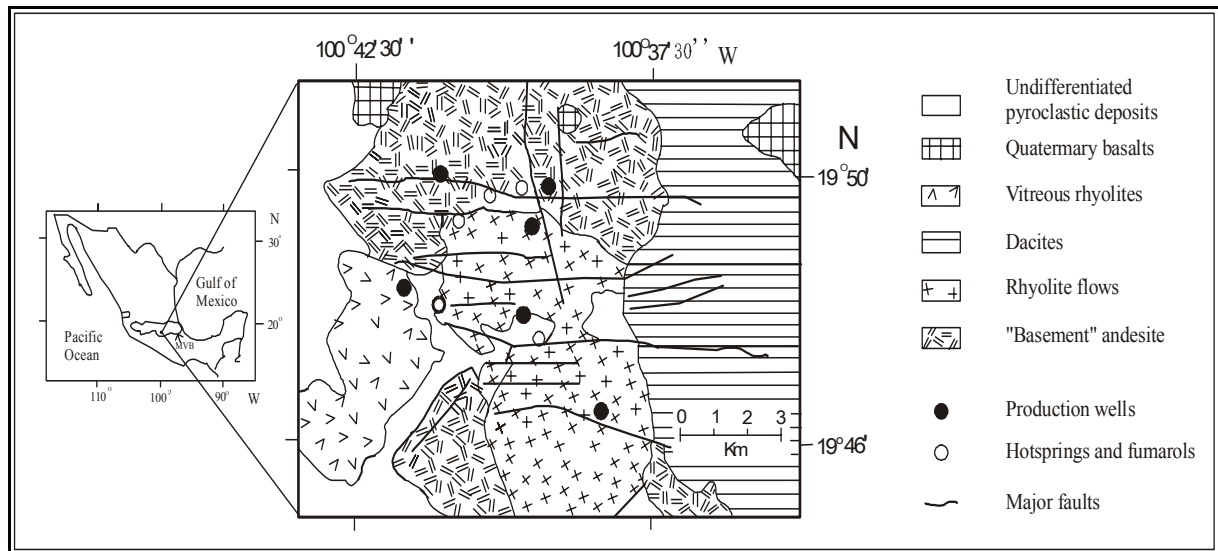 100°42'30'' 100°37'30'' W
N
19°50'
19°46'
0 1 2 3
Km
N
30°
20°
Gulf of
Mexico
Pacific
Ocean
MVB
110° 100° 90° W
Undifferentiated
pyroclastic deposits
Quaternary basalts
Vitreous rhyolites
Dacites
Rhyolite flows
"Basement" andesite
Production wells
Hotsprings and fumarols
Major faults